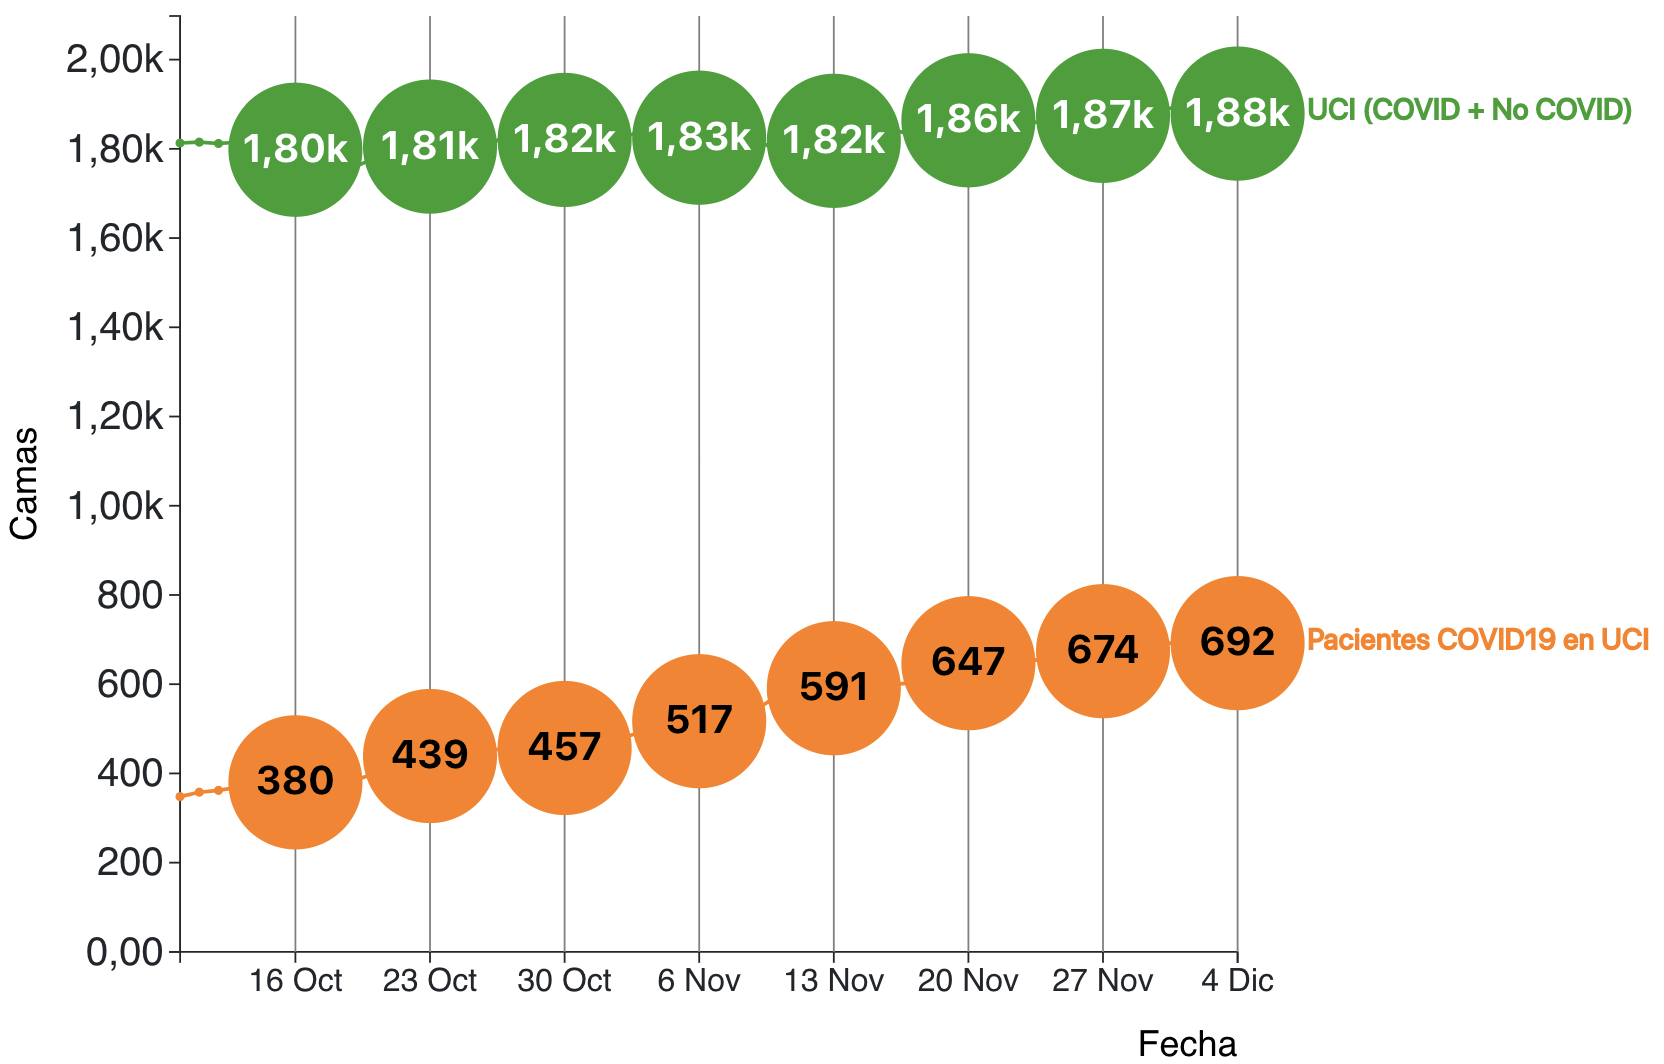 2,00k
1,80k
1,60k
1,40k
1,20k
1,00k
800
600
400
200
0,00
Camas
1,80k 1,81k 1,82k 1,83k 1,82k 1,86k 1,87k 1,88k
UCI (COVID + No COVID)
380 439 457 517 591 647 674 692
Pacientes COVID19 en UCI
16 Oct 23 Oct 30 Oct 6 Nov 13 Nov 20 Nov 27 Nov 4 Dic
Fecha